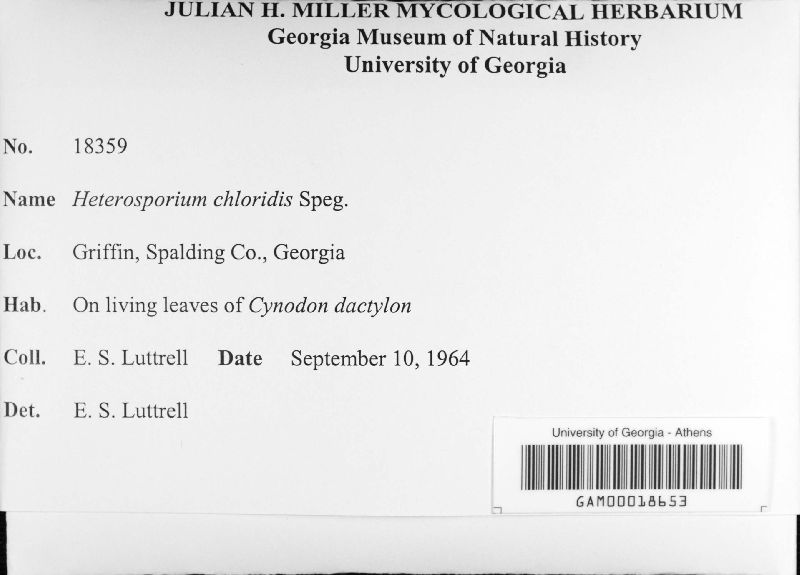 JULIAN H. MILLER MYCOLOGICAL HERBARIUM
Georgia Museum of Natural History
University of Georgia
No. 18359
Name Heterosporium chloridis Speg.
Loc. Griffin, Spalding Co., Georgia
Hab. On living leaves of Cynodon dactylon
Coll. E. S. Luttrell Date September 10, 1964
Det. E. S. Luttrell
University of Georgia - Athens
GAM00018653